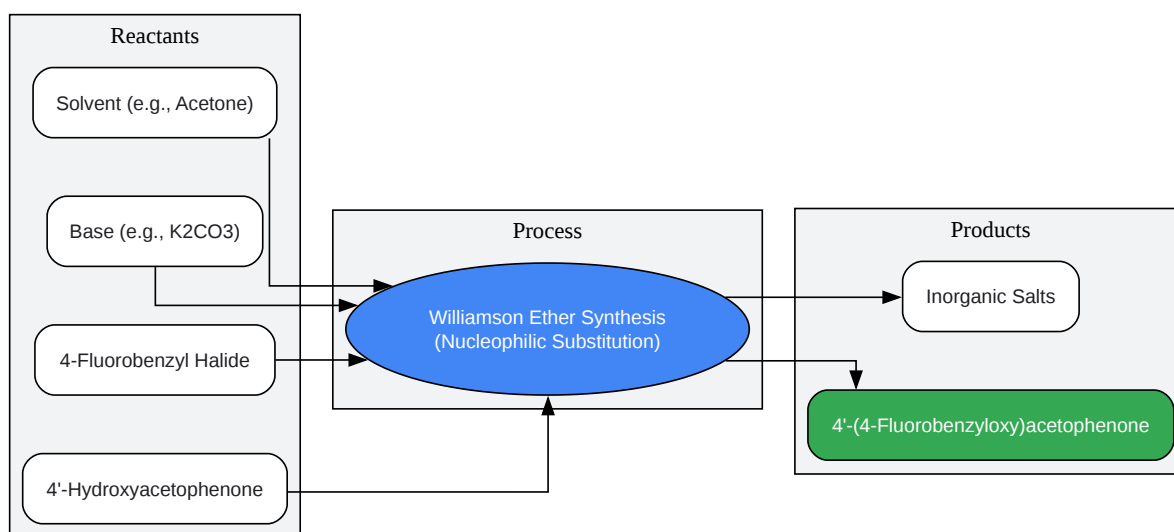 Reactants
Solvent (e.g., Acetone)
Base (e.g., K2CO3)
4-Fluorobenzyl Halide
4'-Hydroxyacetophenone
Process
Williamson Ether Synthesis
(Nucleophilic Substitution)
Products
Inorganic Salts
4'-(4-Fluorobenzyloxy)acetophenone